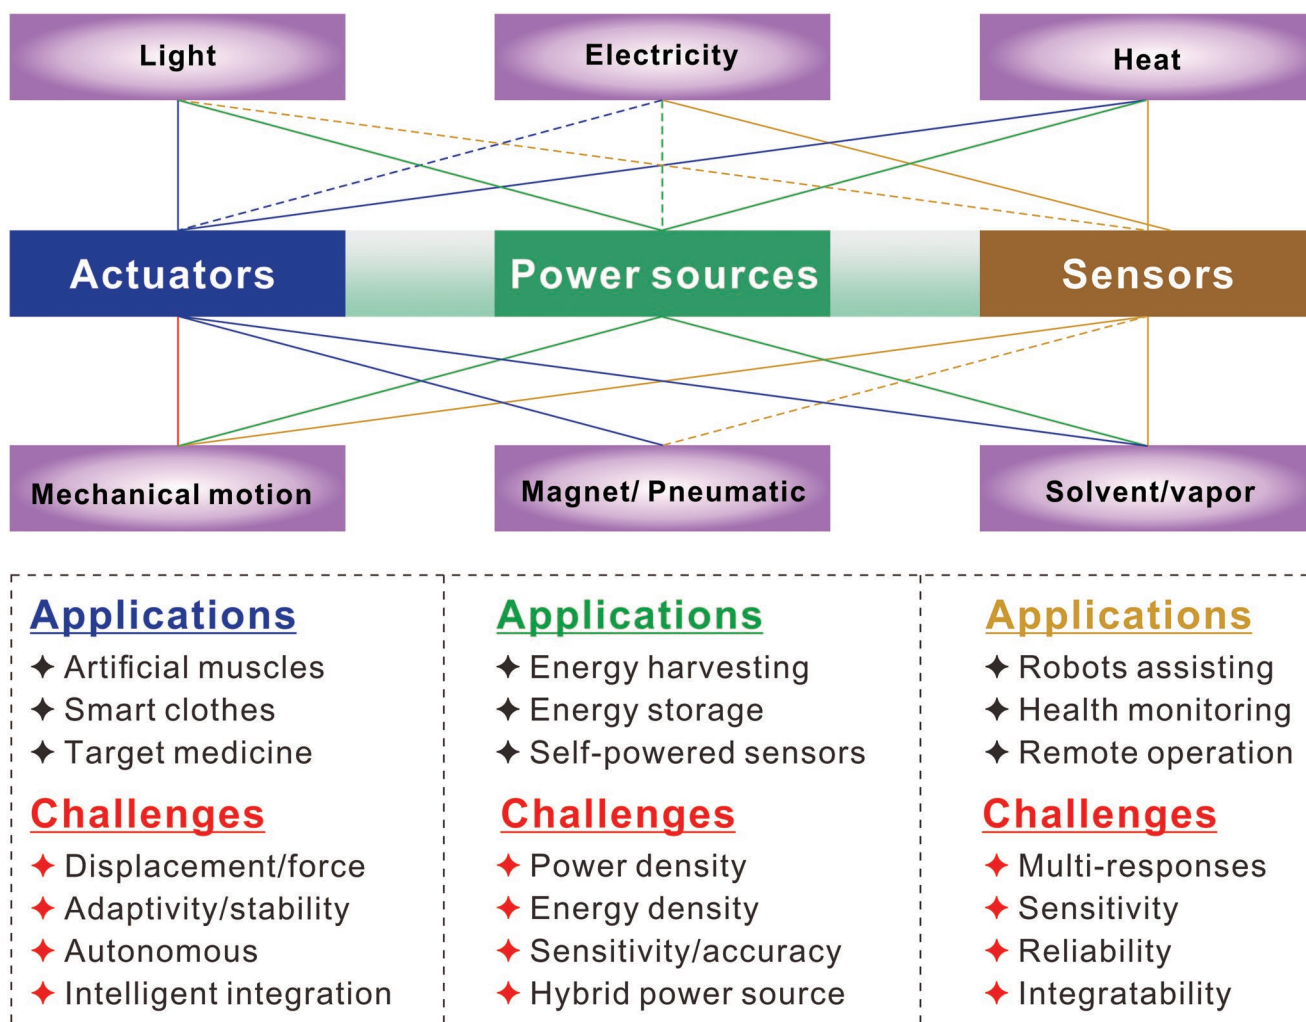 Light
Electricity
Heat
Actuators
Power sources
Sensors
Mechanical motion
Magnet/ Pneumatic
Solvent/vapor
Applications
✦ Artificial muscles
✦ Smart clothes
✦ Target medicine
Challenges
✦ Displacement/force
✦ Adaptivity/stability
✦ Autonomous
✦ Intelligent integration
Applications
✦ Energy harvesting
✦ Energy storage
✦ Self-powered sensors
Challenges
✦ Power density
✦ Energy density
✦ Sensitivity/accuracy
✦ Hybrid power source
Applications
✦ Robots assisting
✦ Health monitoring
✦ Remote operation
Challenges
✦ Multi-responses
✦ Sensitivity
✦ Reliability
✦ Integratability